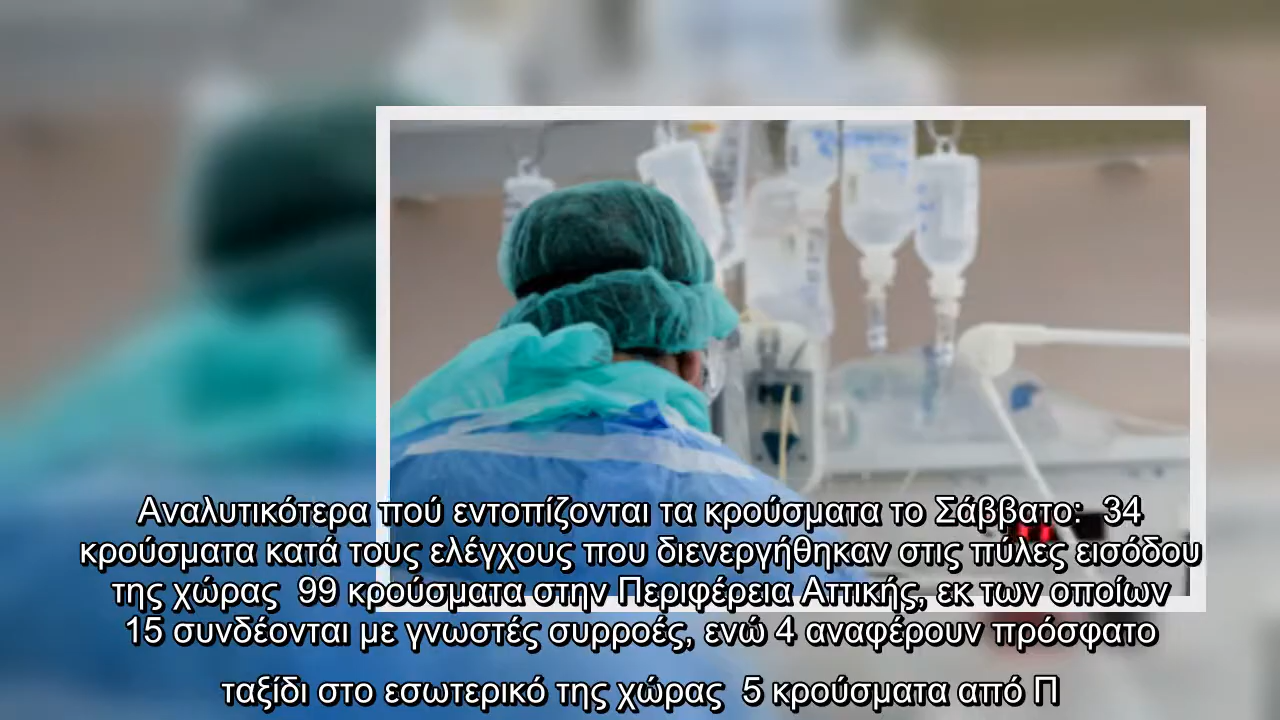 Αναλυτικότερα πού εντοπίζονται τα κρούσματα το Σάββατο: 34
κρούσματα κατά τους ελέγχους που διενεργήθηκαν στις πύλες εισόδου
της χώρας 99 κρούσματα στην Περιφέρεια Αττικής, εκ των οποίων
15 συνδέονται με γνωστές συρροές, ενώ 4 αναφέρουν πρόσφατο
ταξίδι στο εσωτερικό της χώρας 5 κρούσματα από Π